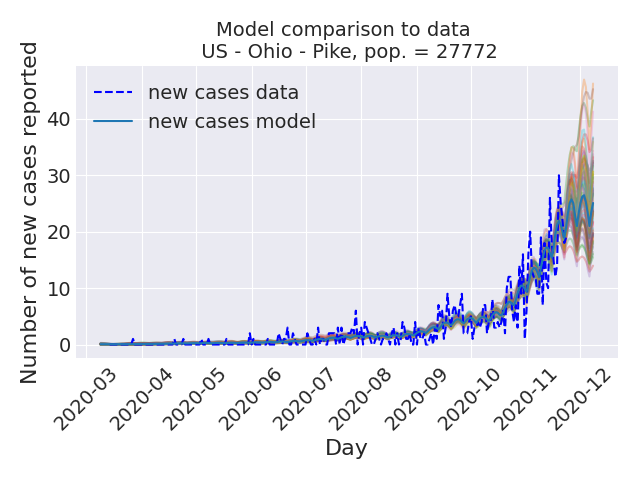 Model comparison to data
US - Ohio - Pike, pop. = 27772
Number of new cases reported
new cases data
new cases model
40
30
20
10
0
2020-03
2020-04
2020-05
2020-06
2020-07
2020-08
2020-09
2020-10
2020-11
2020-12
Day